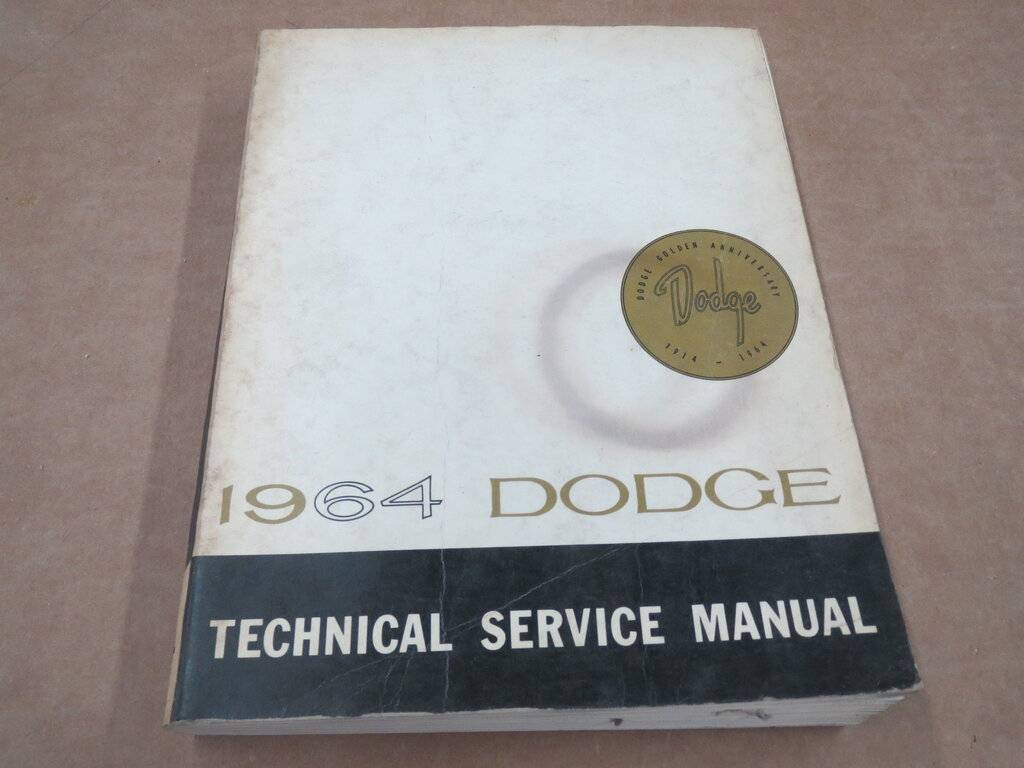 DODGE GOLDEN ANNIVERSARY
Dodge
1914 - 1964
1964 DODGE
TECHNICAL SERVICE MANUAL